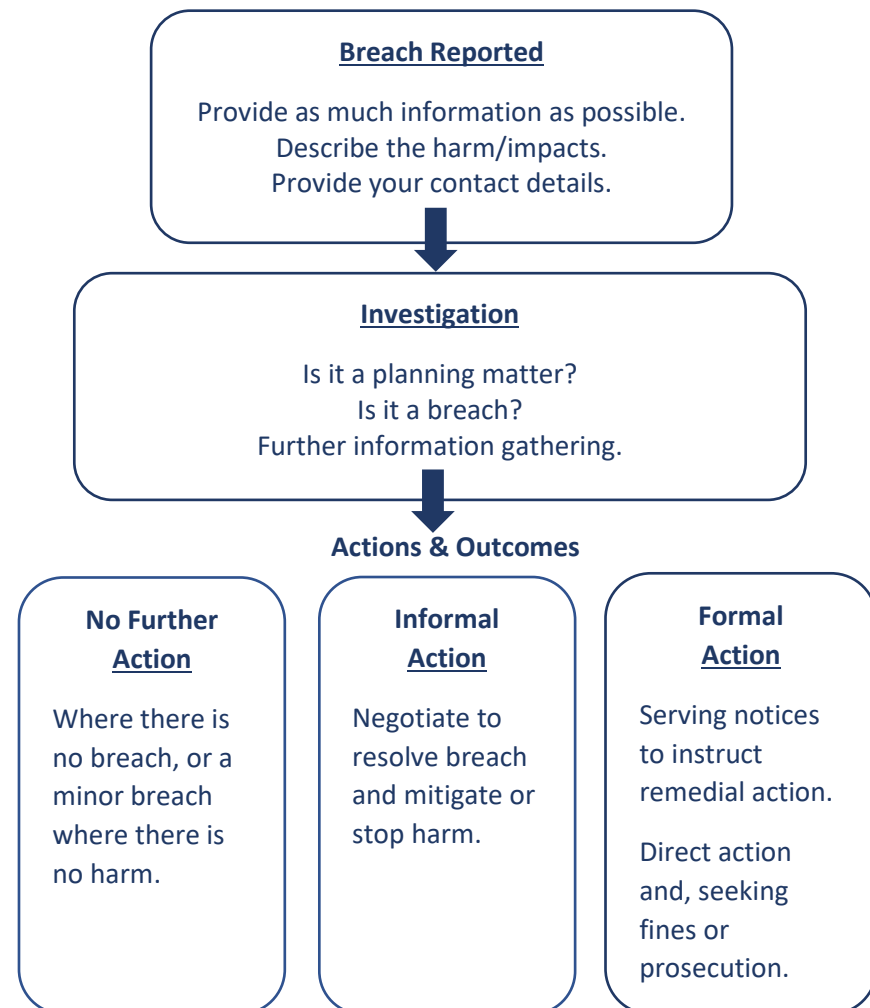 Breach Reported
Provide as much information as possible.
Describe the harm/impacts.
Provide your contact details.
Investigation
Is it a planning matter?
Is it a breach?
Further information gathering.
Actions & Outcomes
No Further
Action
Where there is
no breach, or a
minor breach
where there is
no harm.
Informal
Action
Negotiate to
resolve breach
and mitigate or
stop harm.
Formal
Action
Serving notices
to instruct
remedial action.
Direct action
and, seeking
fines or
prosecution.